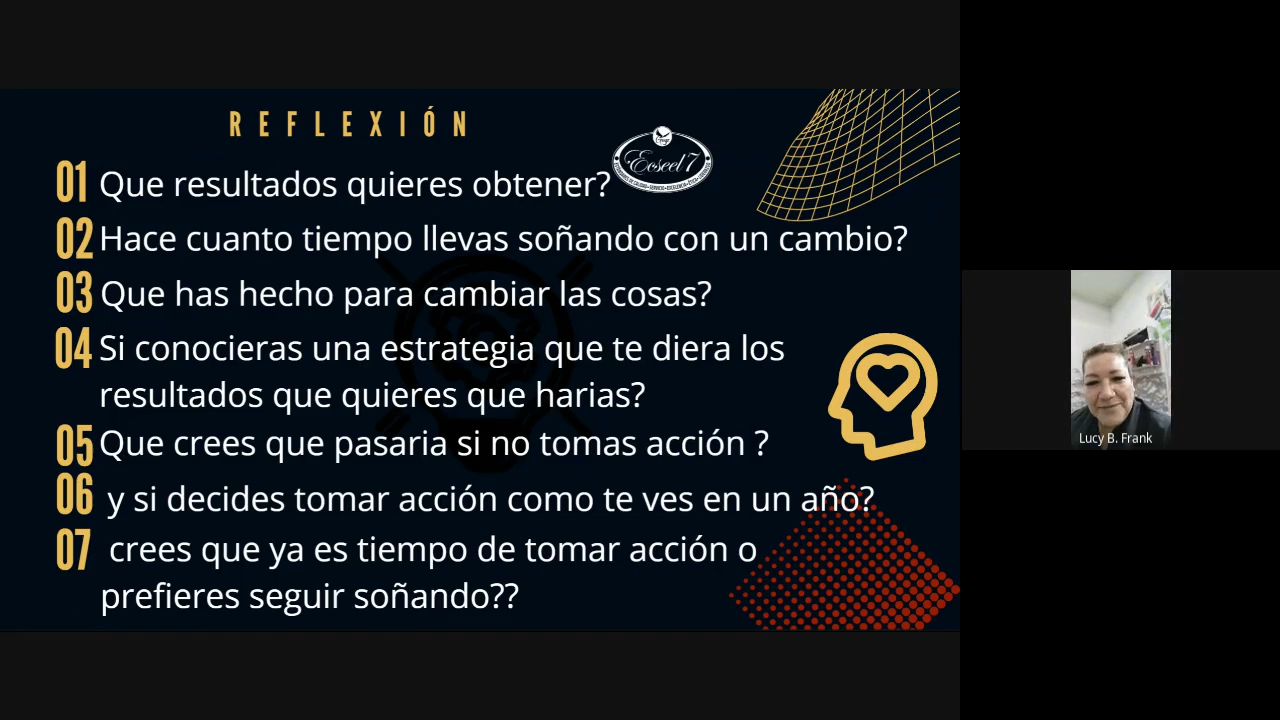 REFLEXIÓN
01 Que resultados quieres obtener?
Ecseel7
02 Hace cuanto tiempo llevas soñando con un cambio?
03 Que has hecho para cambiar las cosas?
04 Si conocieras una estrategia que te diera los
resultados que quieres que harias?
05 Que crees que pasaria si no tomas acción ?
06 y si decides tomar acción como te ves en un año?
07 crees que ya es tiempo de tomar acción o
prefieres seguir soñando??
Lucy B. Frank